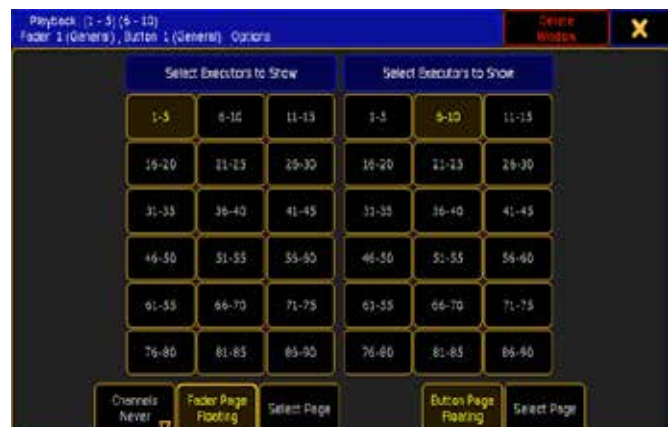 Playback (1 - 5) (6 - 10)
Fader 1 (General) , Button 1 (General) Options
Delete
Window
Select Executors to Show
Select Executors to Show
1-5 6-10 11-15 1-5 6-10 11-15
16-20 21-25 26-30 16-20 21-25 26-30
31-35 36-40 41-45 31-35 36-40 41-45
46-50 51-55 56-60 46-50 51-55 56-60
61-65 66-70 71-75 61-65 66-70 71-75
76-80 81-85 86-90 76-80 81-85 86-90
Channels
Never
Fader Page
Floating
Select Page
Button Page
Floating
Select Page